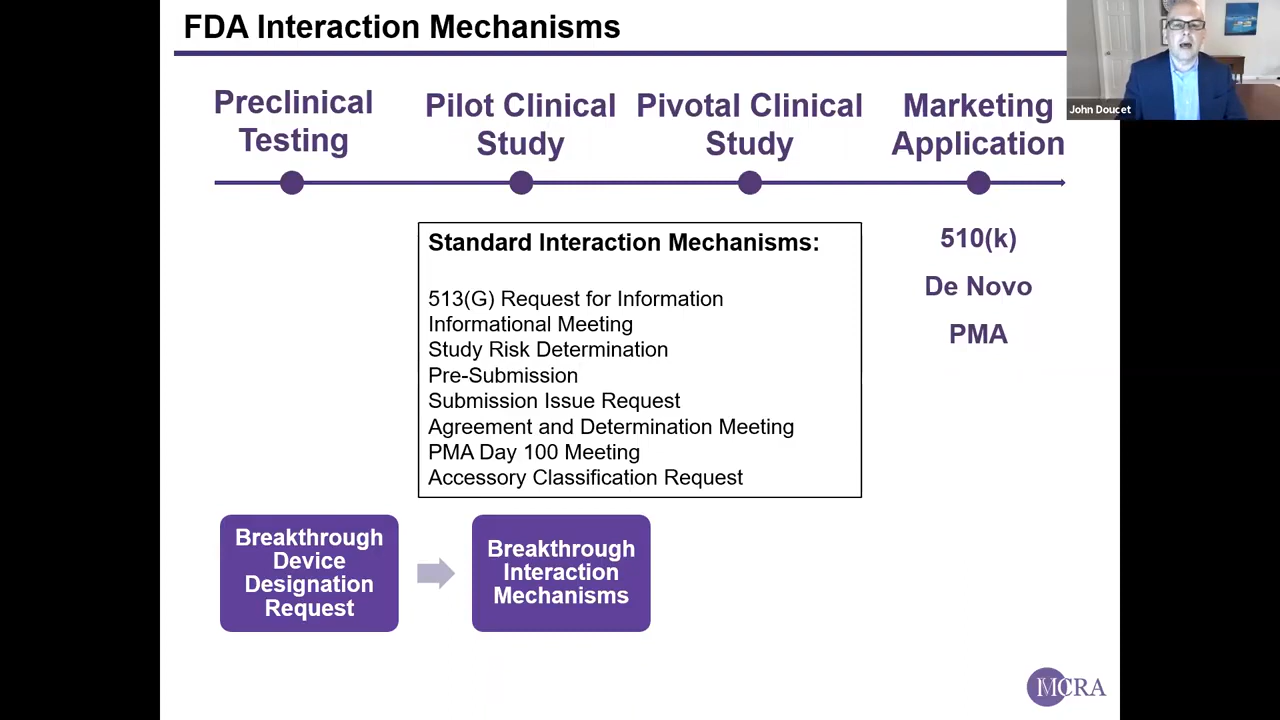 FDA Interaction Mechanisms
John Doucet
Preclinical
Testing
Pilot Clinical
Study
Pivotal Clinical
Study
Marketing
Application
510(k)
De Novo
PMA
Standard Interaction Mechanisms:
513(G) Request for Information
Informational Meeting
Study Risk Determination
Pre-Submission
Submission Issue Request
Agreement and Determination Meeting
PMA Day 100 Meeting
Accessory Classification Request
Breakthrough
Device
Designation
Request
Breakthrough
Interaction
Mechanisms
MCRA